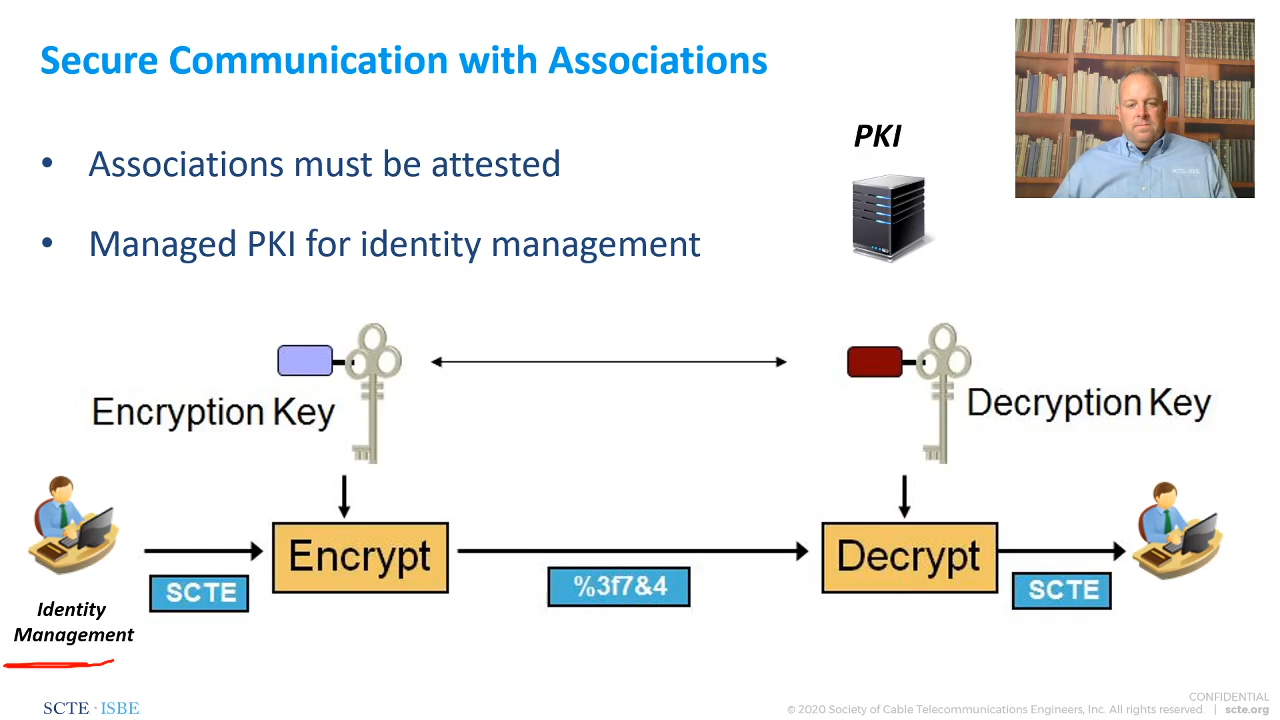 Secure Communication with Associations
PKI
• Associations must be attested
• Managed PKI for identity management
Encryption Key
Decryption Key
Encrypt
Decrypt
SCTE
%3f7&4
SCTE
Identity
Management
SCTE · ISBE
CONFIDENTIAL
© 2020 Society of Cable Telecommunications Engineers, Inc. All rights reserved. | scte.org
SCTE·ISBE